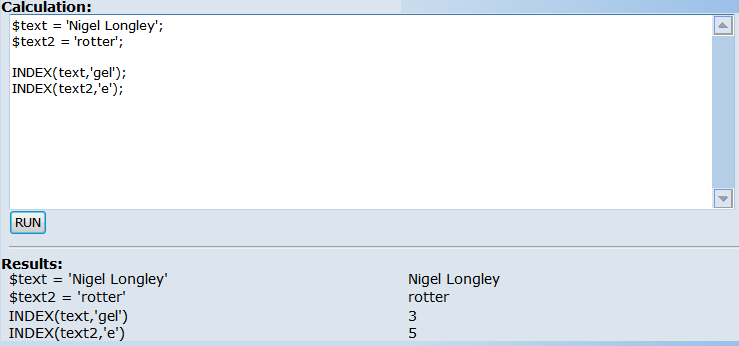 Calculation:
$text = 'Nigel Longley';
$text2 = 'rotter';
INDEX(text,'gel');
INDEX(text2,'e');
RUN
Results:
$text = 'Nigel Longley' Nigel Longley
$text2 = 'rotter' rotter
INDEX(text,'gel') 3
INDEX(text2,'e') 5